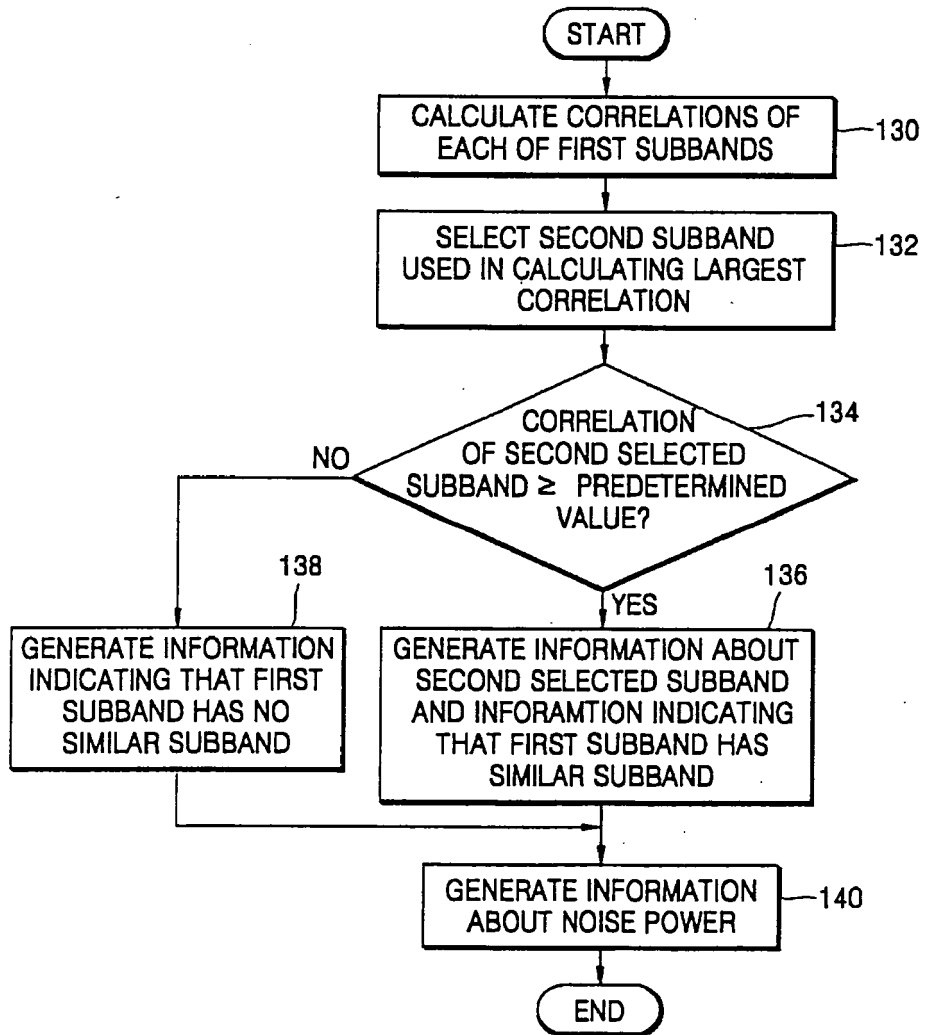 START
CALCULATE CORRELATIONS OF
EACH OF FIRST SUBBANDS
130
SELECT SECOND SUBBAND
USED IN CALCULATING LARGEST
CORRELATION
132
CORRELATION
OF SECOND SELECTED
SUBBAND ≥ PREDETERMINED
VALUE?
134
NO
YES
138
GENERATE INFORMATION
INDICATING THAT FIRST
SUBBAND HAS NO
SIMILAR SUBBAND
136
GENERATE INFORMATION ABOUT
SECOND SELECTED SUBBAND
AND INFORAMTION INDICATING
THAT FIRST SUBBAND HAS
SIMILAR SUBBAND
GENERATE INFORMATION
ABOUT NOISE POWER
140
END